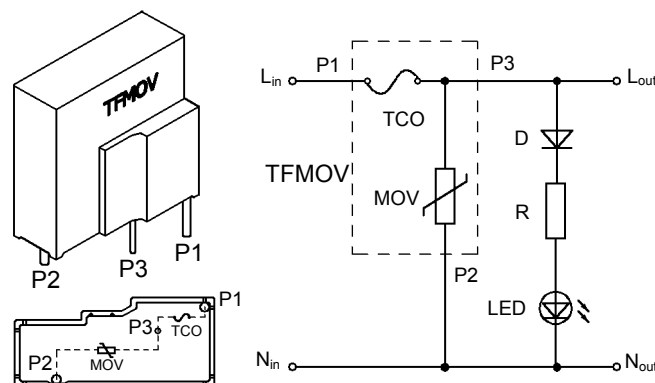 TFMOV
P1
P3
P2
P1
P3
TCO
MOV
P2
Lin
P1
P3
Lout
TCO
D
TFMOV
MOV
R
P2
LED
Nin
Nout